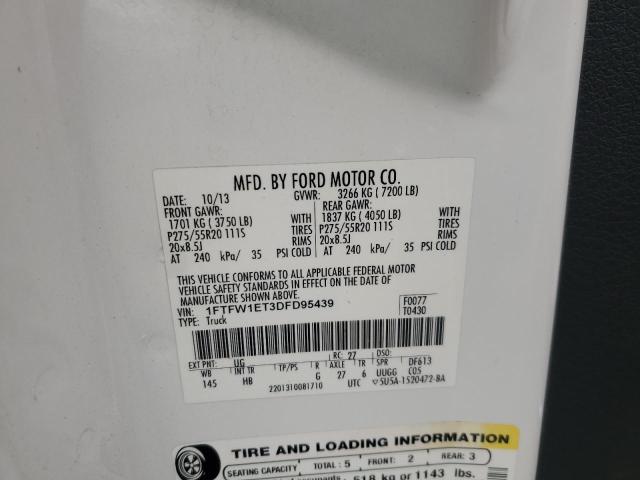 MFD. BY FORD MOTOR CO.
DATE: 10/13 GVWR: 3266 KG ( 7200 LB)
FRONT GAWR: REAR GAWR:
1701 KG ( 3750 LB) WITH 1837 KG ( 4050 LB) WITH
P275/55R20 111S TIRES P275/55R20 111S TIRES
20x8.5J RIMS 20x8.5J RIMS
AT 240 kPa/ 35 PSI COLD AT 240 kPa/ 35 PSI COLD
THIS VEHICLE CONFORMS TO ALL APPLICABLE FEDERAL MOTOR
VEHICLE SAFETY STANDARDS IN EFFECT ON THE DATE OF
MANUFACTURE SHOWN ABOVE.
VIN: 1FTFW1ET3DFD95439 F0077
TYPE: Truck T0430
EXT PNT: UG RC: 27 DSO:
WB INT TR TP/PS R AXLE TR SPR DF613
145 HB G 27 6 UUGG C05
2201310081710 UTC 5U5A-1520472-BA
TIRE AND LOADING INFORMATION
SEATING CAPACITY TOTAL: 5 FRONT: 2 REAR: 3
518 kg or 1143 lbs.